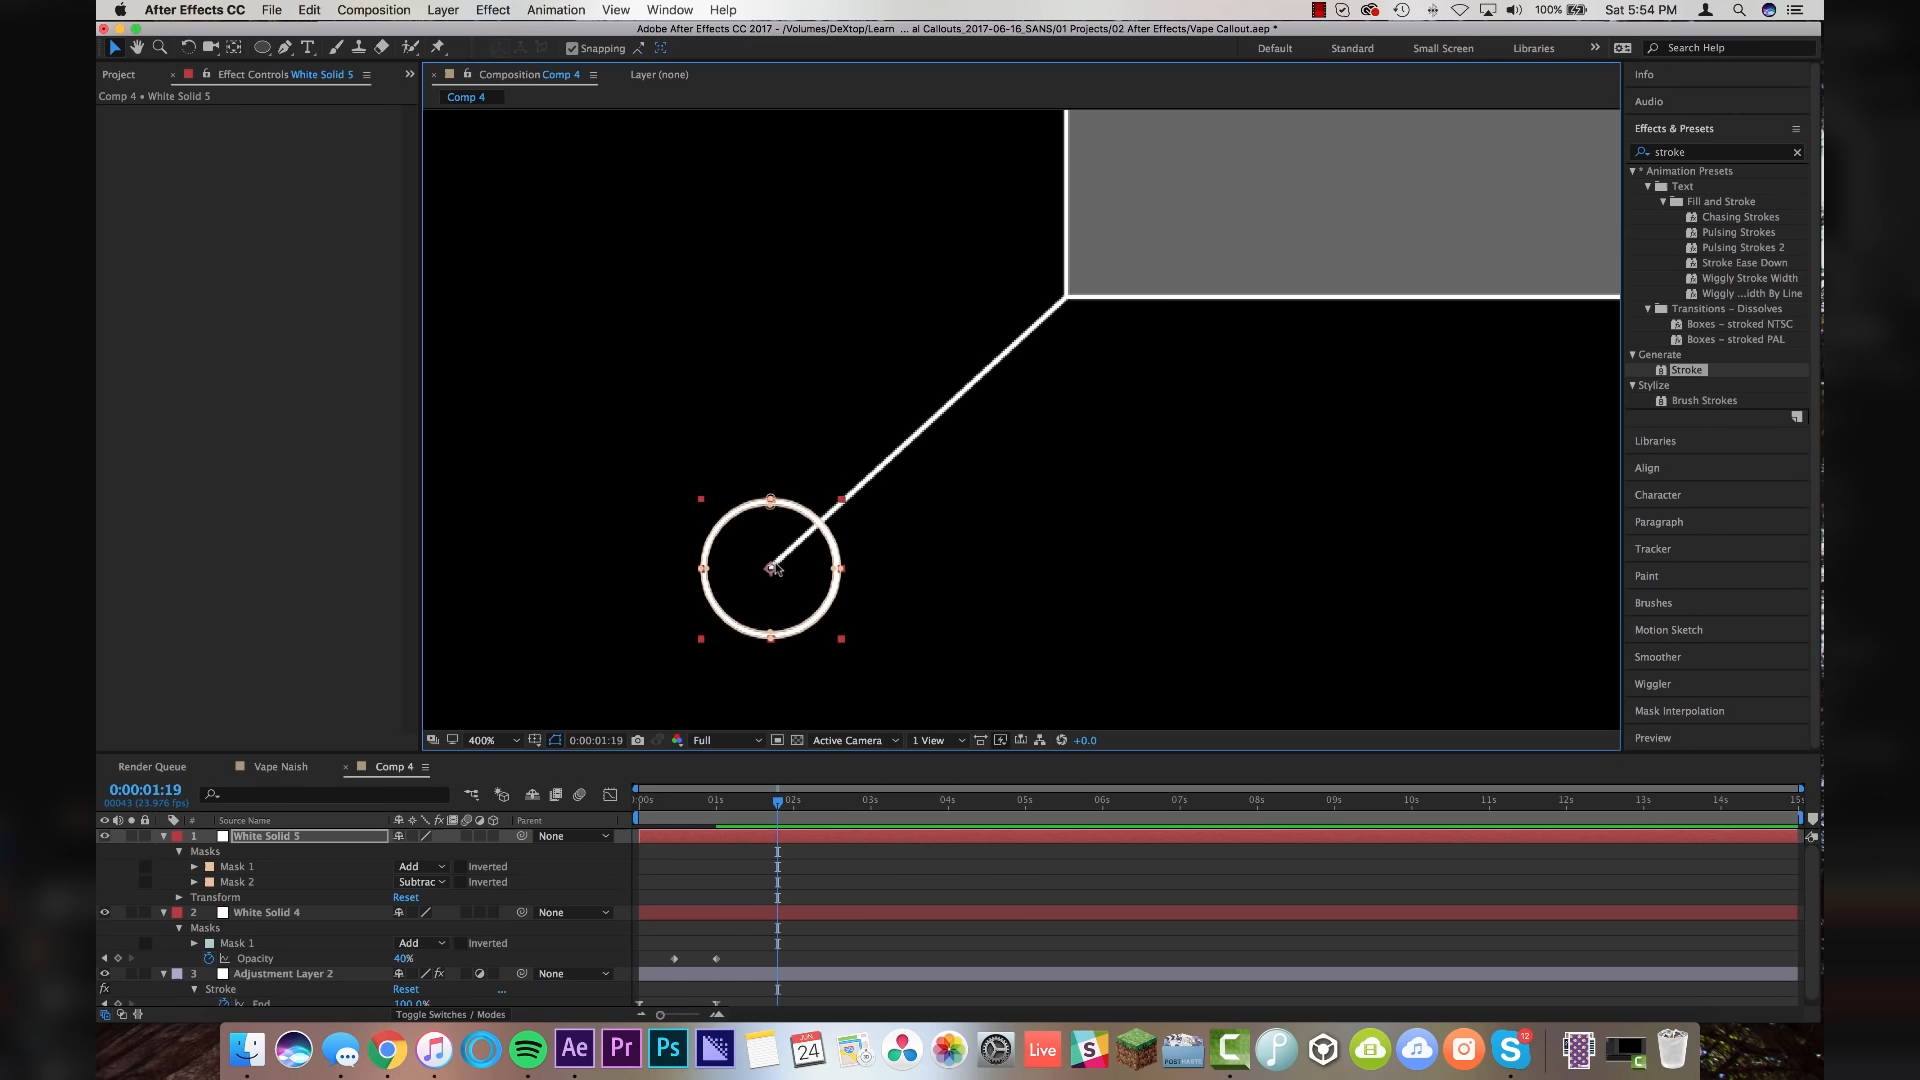 After Effects CC File Edit Composition Layer Effect Animation View Window Help 100% Sat 5:54 PM
Adobe After Effects CC 2017 - /Volumes/DeXtop/Learn ... al Callouts_2017-06-16_SANS/01 Projects/02 After Effects/Vape Callout.aep *
Snapping Default Standard Small Screen Libraries Search Help
Project Effect Controls White Solid 5 Composition Comp 4 Layer (none)
Comp 4 • White Solid 5 Comp 4
Info
Audio
Effects & Presets
stroke
* Animation Presets
Text
Fill and Stroke
Chasing Strokes
Pulsing Strokes
Pulsing Strokes 2
Stroke Ease Down
Wiggly Stroke Width
Wiggly ...idth By Line
Transitions – Dissolves
Boxes – stroked NTSC
Boxes – stroked PAL
Generate
Stroke
Stylize
Brush Strokes
Libraries
Align
Character
Paragraph
Tracker
Paint
Brushes
Motion Sketch
Smoother
Wiggler
Mask Interpolation
Preview
400% 0:00:01:19 Full Active Camera 1 View +0.0
Render Queue Vape Naish Comp 4
0:00:01:19
00043 (23.976 fps)
:00s 01s 02s 03s 04s 05s 06s 07s 08s 09s 10s 11s 12s 13s 14s 15s
# Source Name Parent
1 White Solid 5 None
Masks
Mask 1 Add Inverted
Mask 2 Subtrac Inverted
Transform Reset
2 White Solid 4 None
Masks
Mask 1 Add Inverted
Opacity 40%
3 Adjustment Layer 2 None
fx Stroke Reset ...
End 100.0%
Toggle Switches / Modes
Ae Pr Ps JUN 24 Live POSTHASTE 12